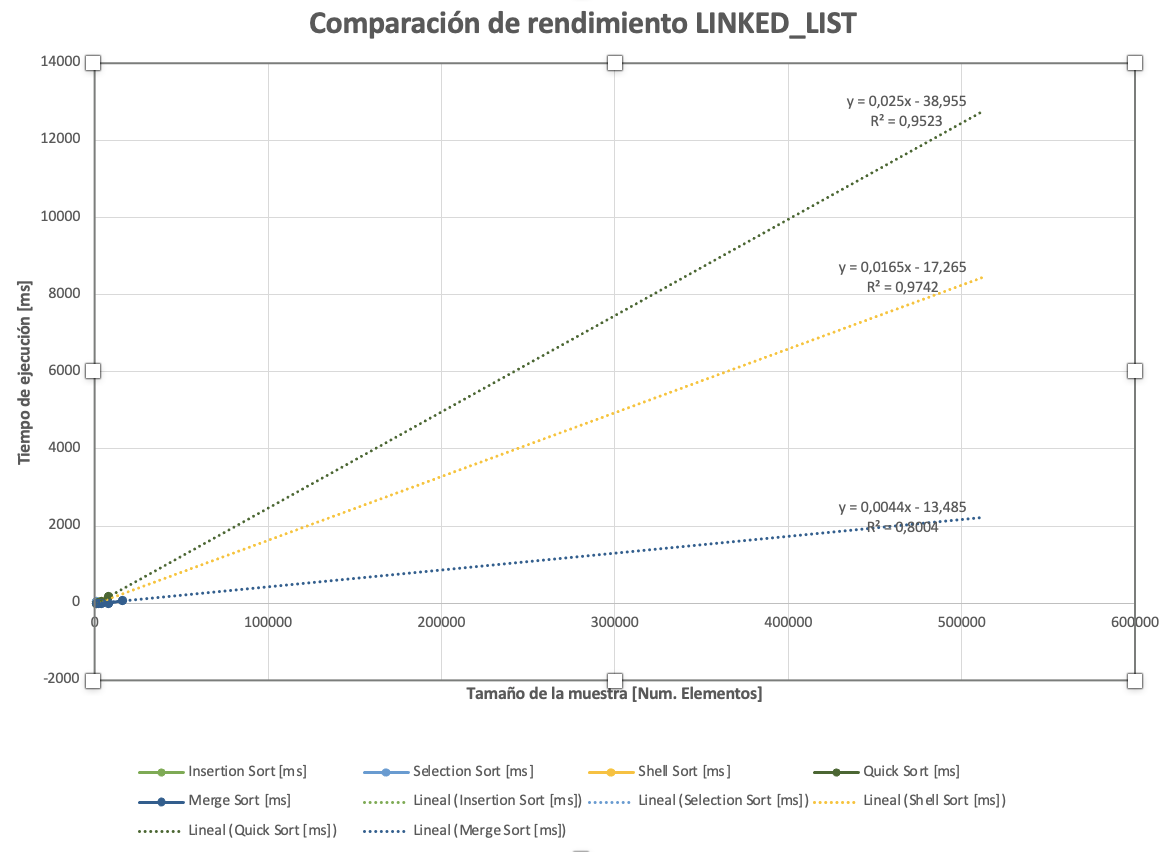 Comparación de rendimiento LINKED_LIST
14000
12000
10000
8000
6000
4000
2000
0
-2000
Tiempo de ejecución [ms]
y = 0,025x - 38,955
R² = 0,9523
y = 0,0165x - 17,265
R² = 0,9742
y = 0,0044x - 13,485
R² = 0,8004
0 100000 200000 300000 400000 500000 600000
Tamaño de la muestra [Num. Elementos]
Insertion Sort [ms] Selection Sort [ms] Shell Sort [ms] Quick Sort [ms]
Merge Sort [ms] Lineal (Insertion Sort [ms]) Lineal (Selection Sort [ms]) Lineal (Shell Sort [ms])
Lineal (Quick Sort [ms]) Lineal (Merge Sort [ms])